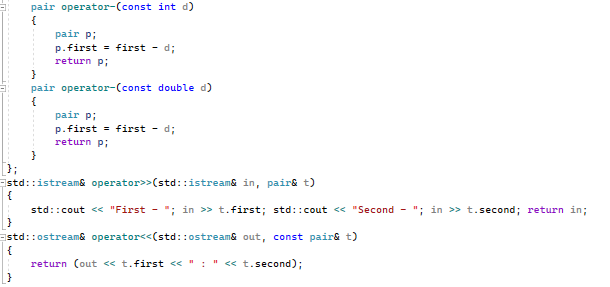 pair operator-(const int d)
{
pair p;
p.first = first - d;
return p;
}
pair operator-(const double d)
{
pair p;
p.first = first - d;
return p;
}
};
std::istream& operator>>(std::istream& in, pair& t)
{
std::cout << "First - "; in >> t.first; std::cout << "Second - "; in >> t.second; return in;
}
std::ostream& operator<<(std::ostream& out, const pair& t)
{
return (out << t.first << " : " << t.second);
}